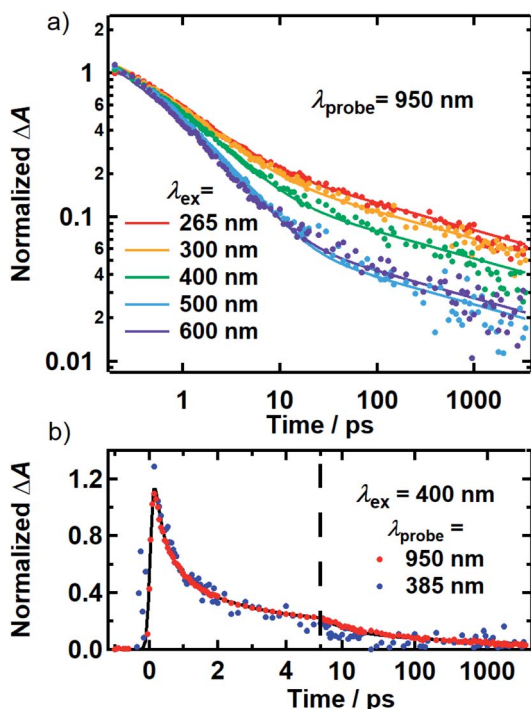 a)
Normalized ΔA
1
6
4
2
0.1
6
4
2
0.01
λprobe= 950 nm
λex=
265 nm
300 nm
400 nm
500 nm
600 nm
1 10 100 1000
Time / ps
b)
Normalized ΔA
1.2
0.8
0.4
0.0
λex = 400 nm
λprobe =
950 nm
385 nm
0 2 4 10 100 1000
Time / ps